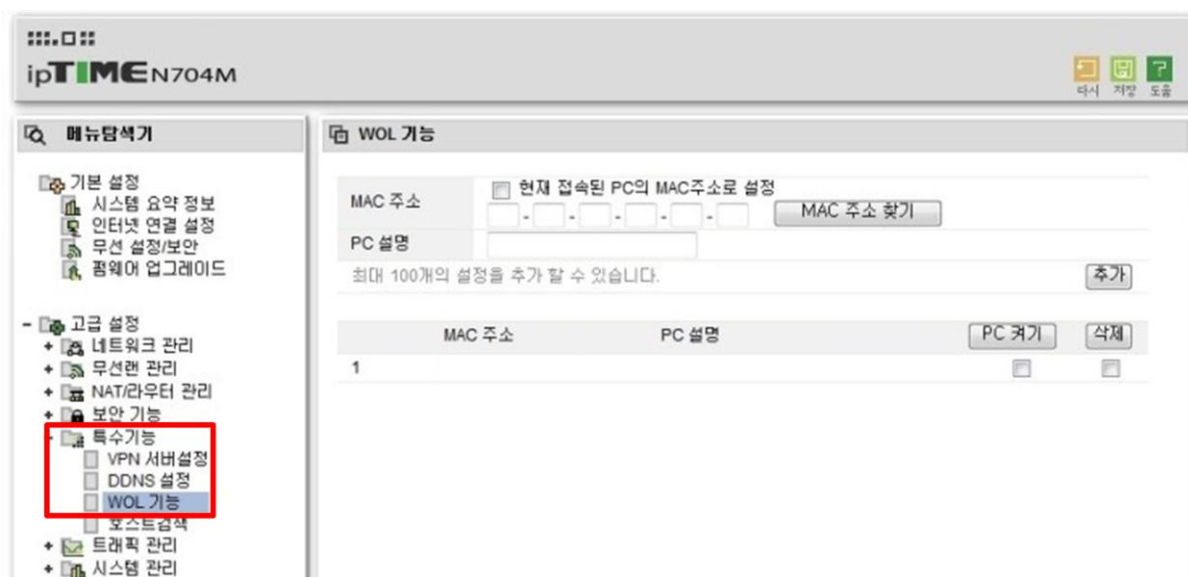 ipTIME N704M
다시 저장 도움
메뉴탐색기
기본 설정
시스템 요약 정보
인터넷 연결 설정
무선 설정/보안
펌웨어 업그레이드
고급 설정
네트워크 관리
무선랜 관리
NAT/라우터 관리
보안 기능
특수기능
VPN 서버설정
DDNS 설정
WOL 기능
호스트검색
트래픽 관리
시스템 관리
WOL 기능
MAC 주소
현재 접속된 PC의 MAC주소로 설정
- - - - - MAC 주소 찾기
PC 설명
최대 100개의 설정을 추가 할 수 있습니다. 추가
MAC 주소 PC 설명 PC 켜기 삭제
1